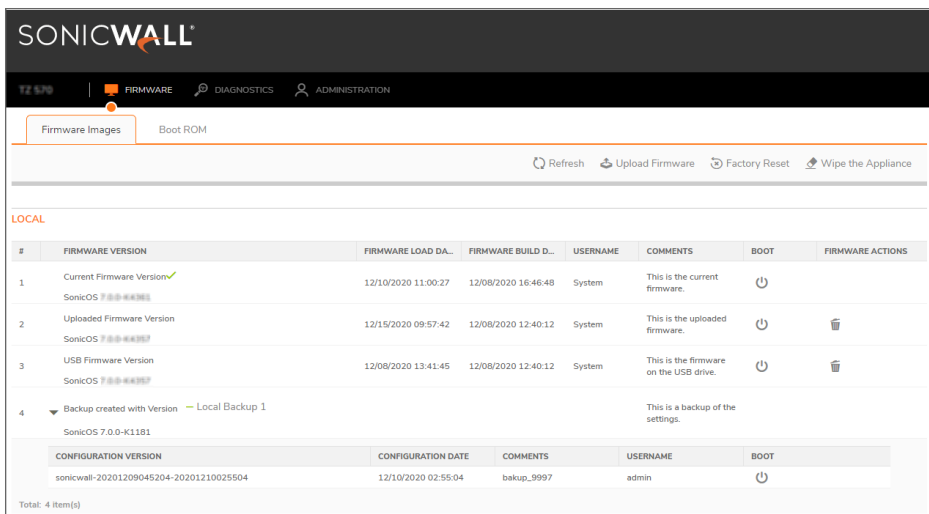 SONICWALL®
TZ 570 FIRMWARE DIAGNOSTICS ADMINISTRATION
Firmware Images Boot ROM
Refresh Upload Firmware Factory Reset Wipe the Appliance
LOCAL
# FIRMWARE VERSION FIRMWARE LOAD DA... FIRMWARE BUILD D... USERNAME COMMENTS BOOT FIRMWARE ACTIONS
1 Current Firmware Version 12/10/2020 11:00:27 12/08/2020 16:46:48 System This is the current
firmware.
SonicOS
2 Uploaded Firmware Version 12/15/2020 09:57:42 12/08/2020 12:40:12 System This is the uploaded
firmware.
SonicOS
3 USB Firmware Version 12/08/2020 13:41:45 12/08/2020 12:40:12 System This is the firmware
on the USB drive.
SonicOS
4 Backup created with Version Local Backup 1 This is a backup of the
settings.
SonicOS 7.0.0-K1181
CONFIGURATION VERSION CONFIGURATION DATE COMMENTS USERNAME BOOT
sonicwall-20201209045204-20201210025504 12/10/2020 02:55:04 bakup_9997 admin
Total: 4 item(s)